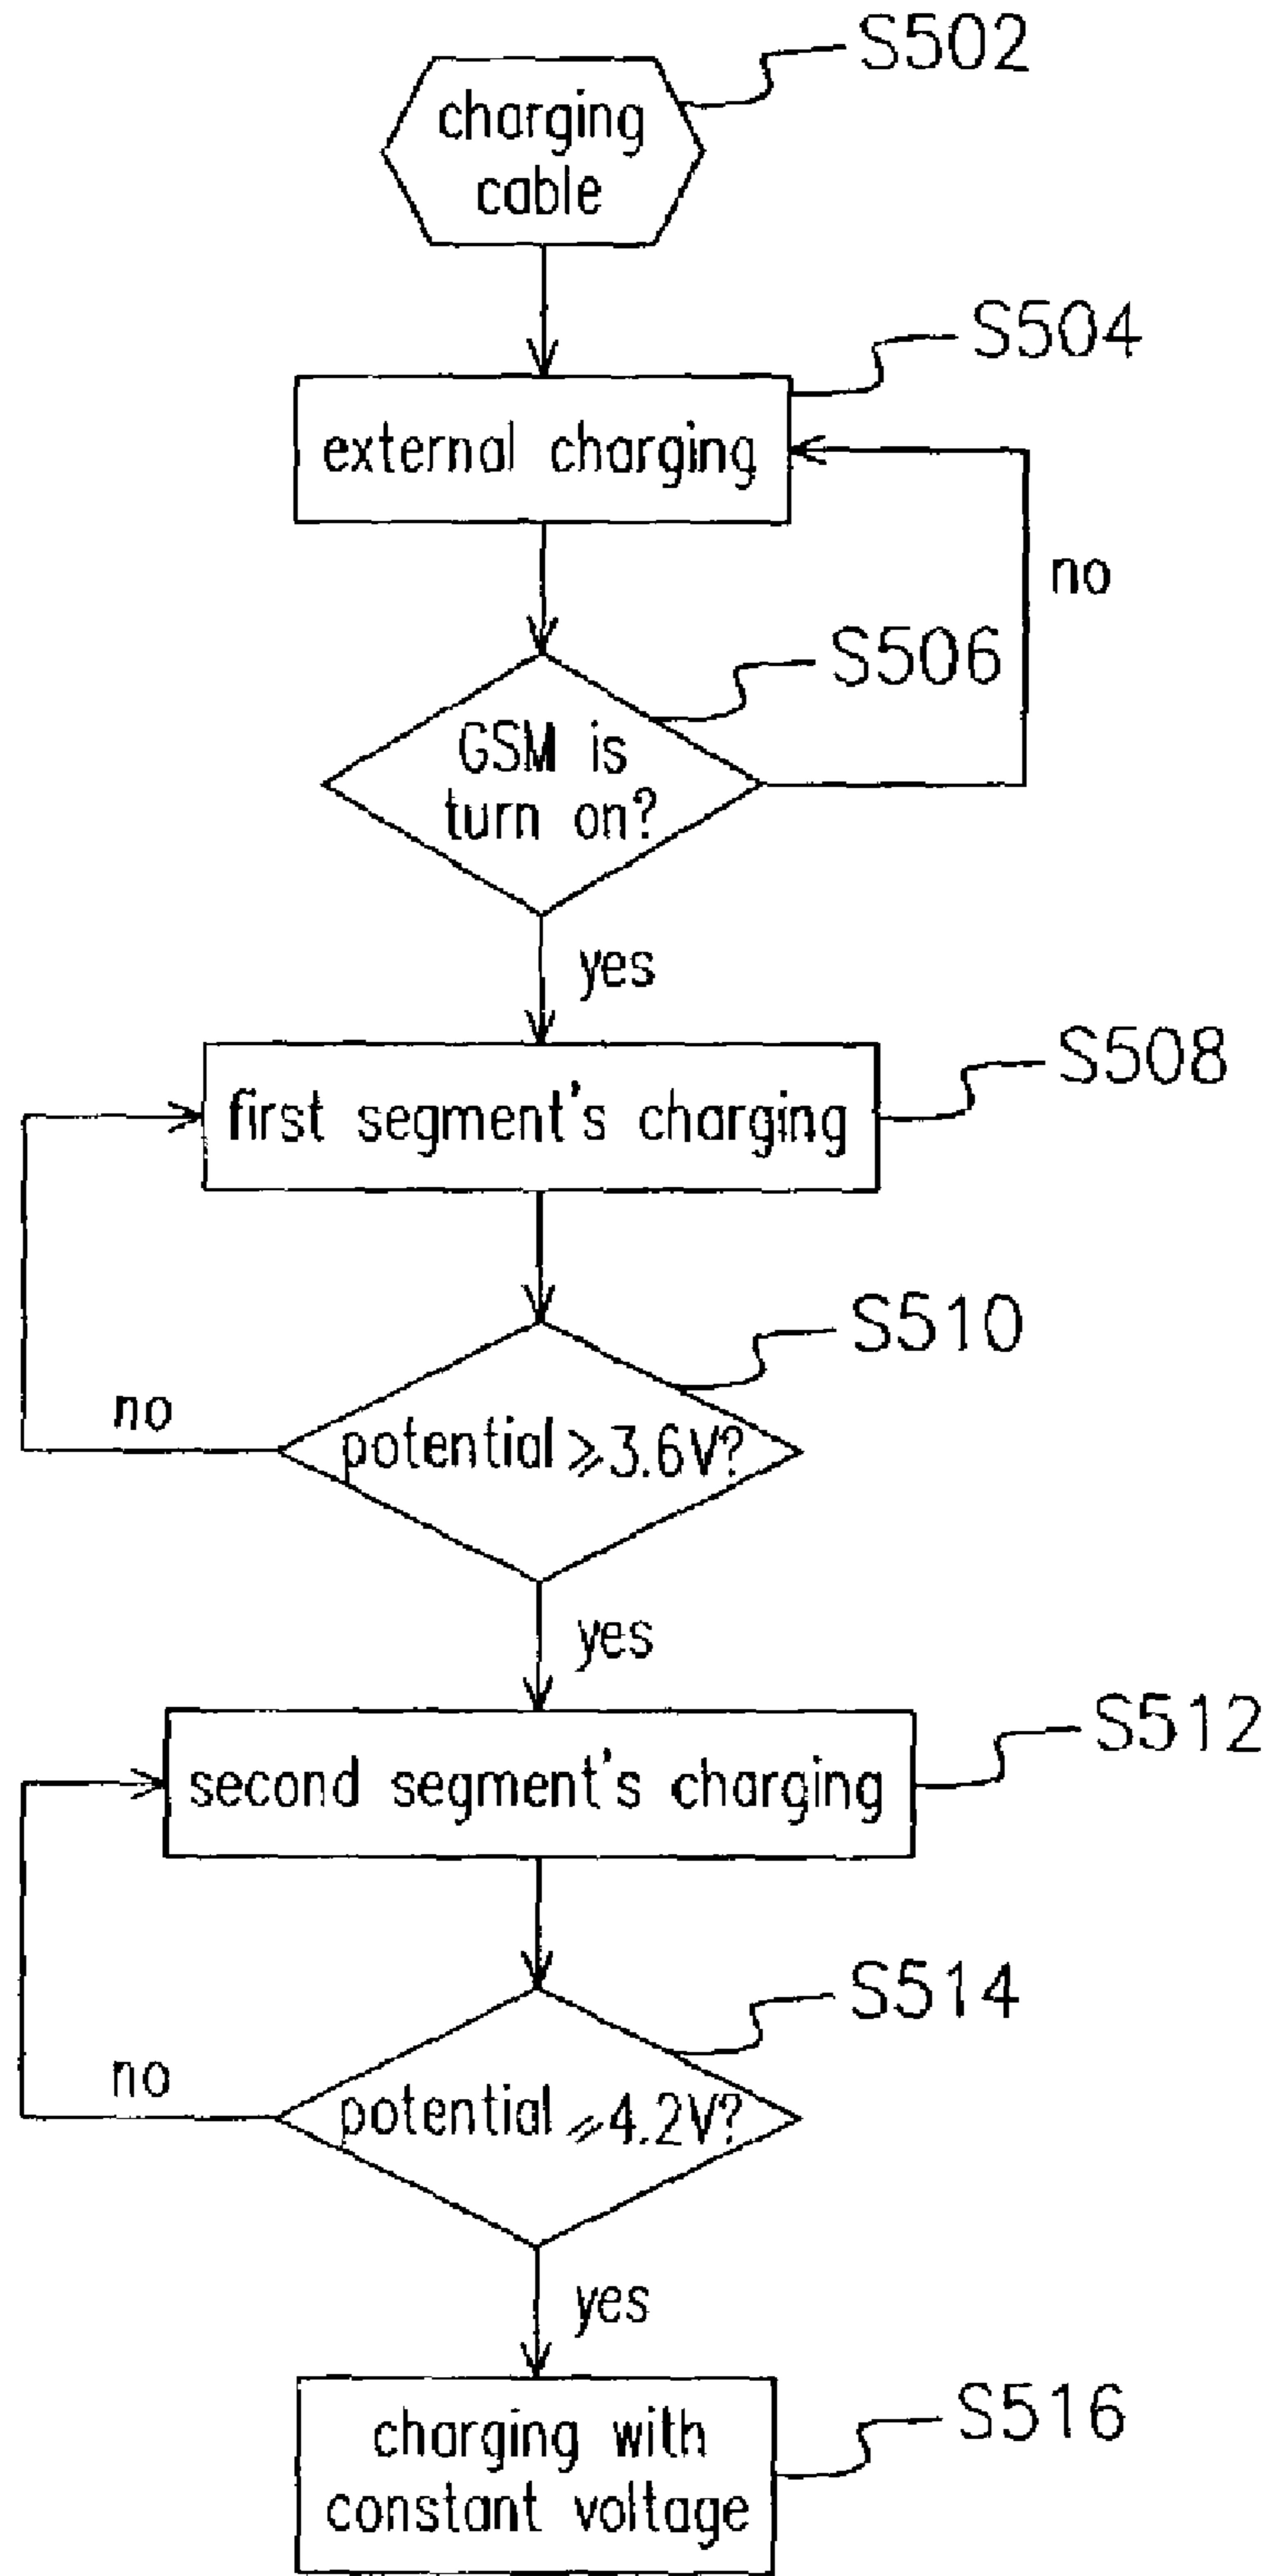 S502
charging
cable
S504
external charging
no
S506
GSM is
turn on?
yes
S508
first segment's charging
S510
no
potential ⩾ 3.6V?
yes
S512
second segment's charging
S514
no
potential ⩾ 4.2V?
yes
S516
charging with
constant voltage